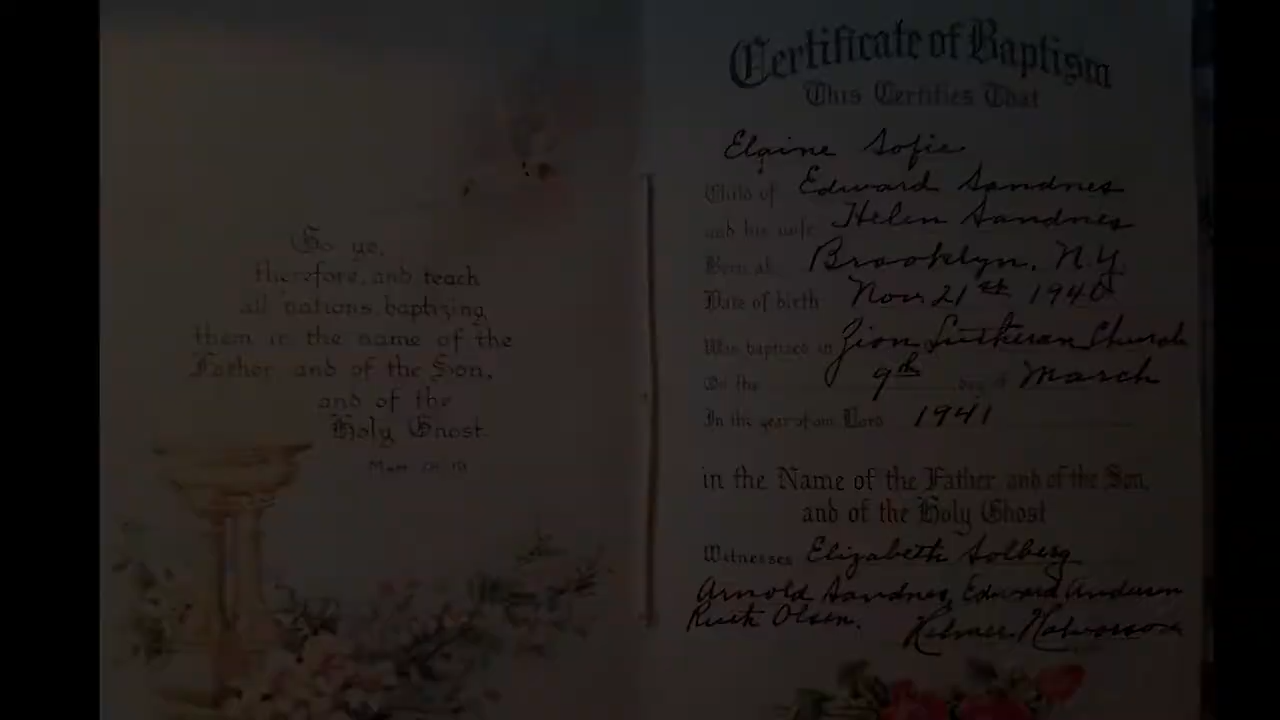 Go ye,
therefore, and teach
all nations, baptizing
them in the name of the
Father and of the Son,
and of the
Holy Ghost.
Certificate of Baptism
This Certifies That
Elaine Sofie
Child of Edward Sandnes
and his wife Helen Sandnes
Born at Brooklyn, N.Y.
Date of birth Nov. 21st 1940
Was baptized in Zion Lutheran Church
On the 9th day of March
In the year of our Lord 1941
in the Name of the Father, and of the Son,
and of the Holy Ghost
Witnesses Elizabeth Solberg
Arnold Sandnes, Edward Anderson
Ruth Olsen. Hilmer Halvorson